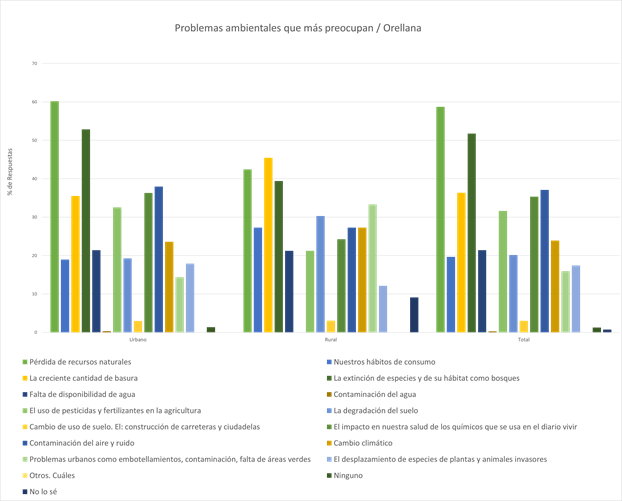 Problemas ambientales que más preocupan / Orellana
% de Respuestas
70
60
50
40
30
20
10
0
Urbano
Rural
Total
Pérdida de recursos naturales
Nuestros hábitos de consumo
La creciente cantidad de basura
La extinción de especies y de su hábitat como bosques
Falta de disponibilidad de agua
Contaminación del agua
El uso de pesticidas y fertilizantes en la agricultura
La degradación del suelo
Cambio de uso de suelo. El: construcción de carreteras y ciudadelas
El impacto en nuestra salud de los químicos que se usa en el diario vivir
Contaminación del aire y ruido
Cambio climático
Problemas urbanos como embotellamientos, contaminación, falta de áreas verdes
El desplazamiento de especies de plantas y animales invasores
Otros. Cuáles
Ninguno
No lo sé